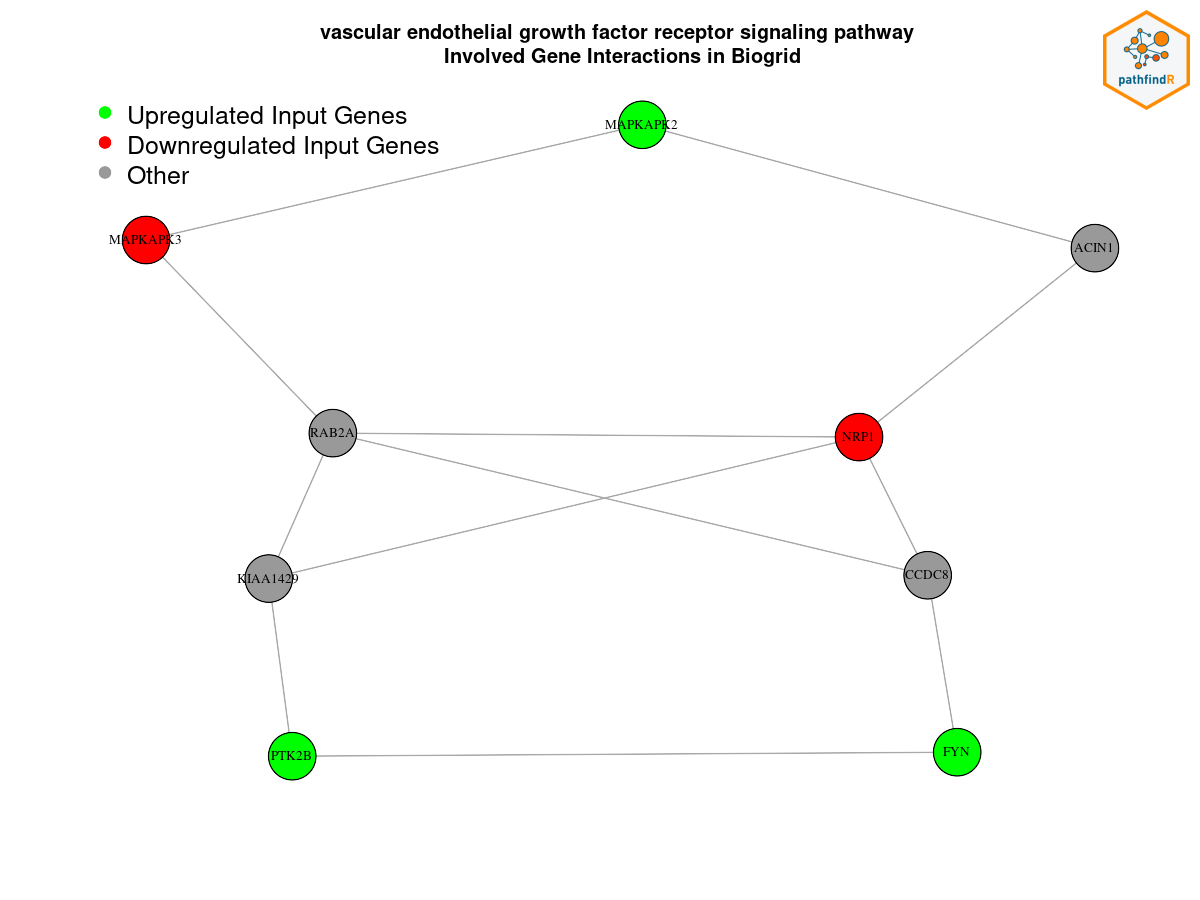 vascular endothelial growth factor receptor signaling pathway
Involved Gene Interactions in Biogrid
pathfindR
Upregulated Input Genes
Downregulated Input Genes
Other
MAPKAPK2
MAPKAPK3
ACIN1
RAB2A
NRP1
KIAA1429
CCDC8
PTK2B
FYN